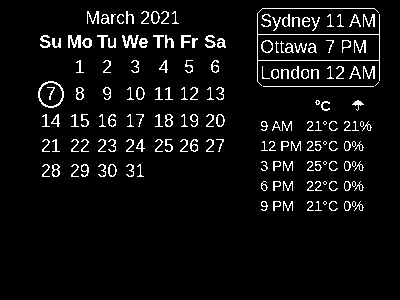 March 2021
Su Mo Tu We Th Fr Sa
1 2 3 4 5 6
7 8 9 10 11 12 13
14 15 16 17 18 19 20
21 22 23 24 25 26 27
28 29 30 31
Sydney 11 AM
Ottawa 7 PM
London 12 AM
°C ☂
9 AM 21°C 21%
12 PM 25°C 0%
3 PM 25°C 0%
6 PM 22°C 0%
9 PM 21°C 0%